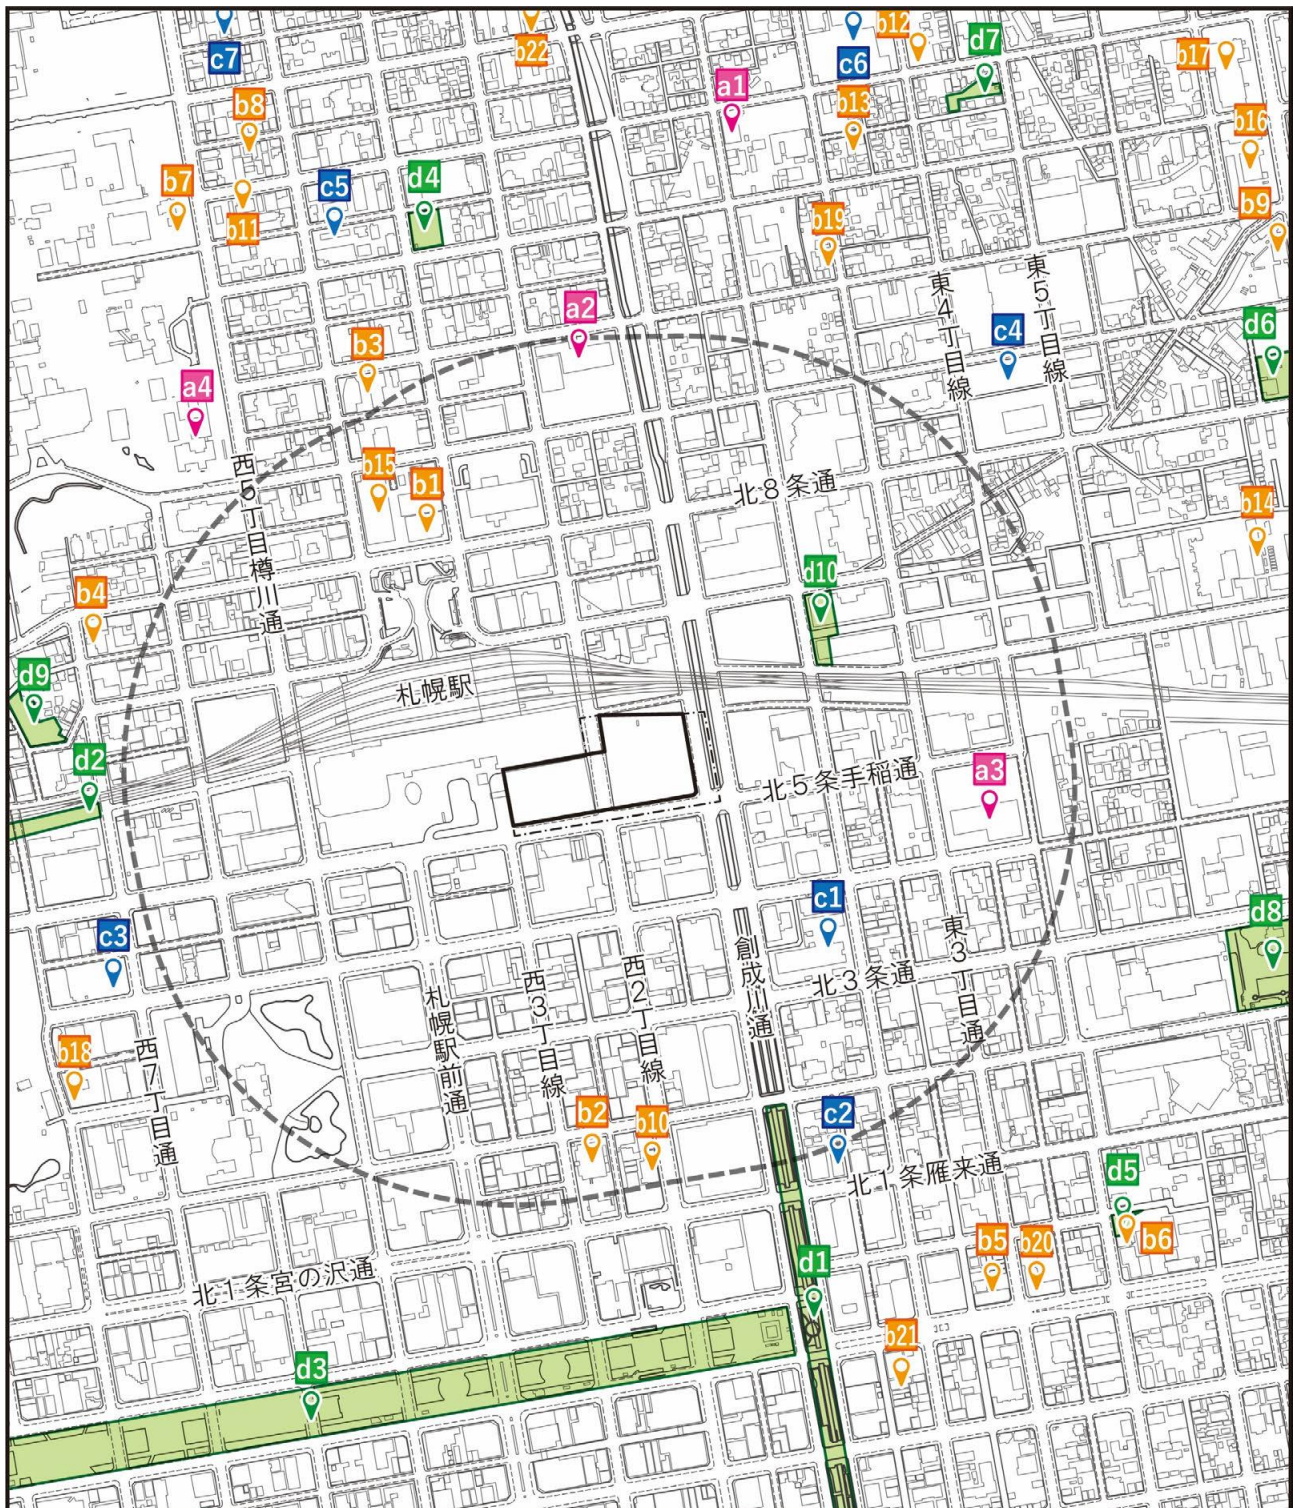 c7
b22
c6
b12
d7
b17
b8
a1
b13
b16
b7
c5
d4
b11
b19
b9
東4丁目線
東5丁目線
c4
d6
a2
b3
a4
西5丁目樽川通
b15
b1
北8条通
b14
d10
b4
d9
札幌駅
d2
北5条手稲通
a3
c3
c1
d8
創成川通
北3条通
東3丁目通
西2丁目線
西3丁目線
札幌駅前通
b18
西7丁目通
b2
b10
c2
北1条雁来通
d5
b5
b20
b6
北1条宮の沢通
d1
b21
d3